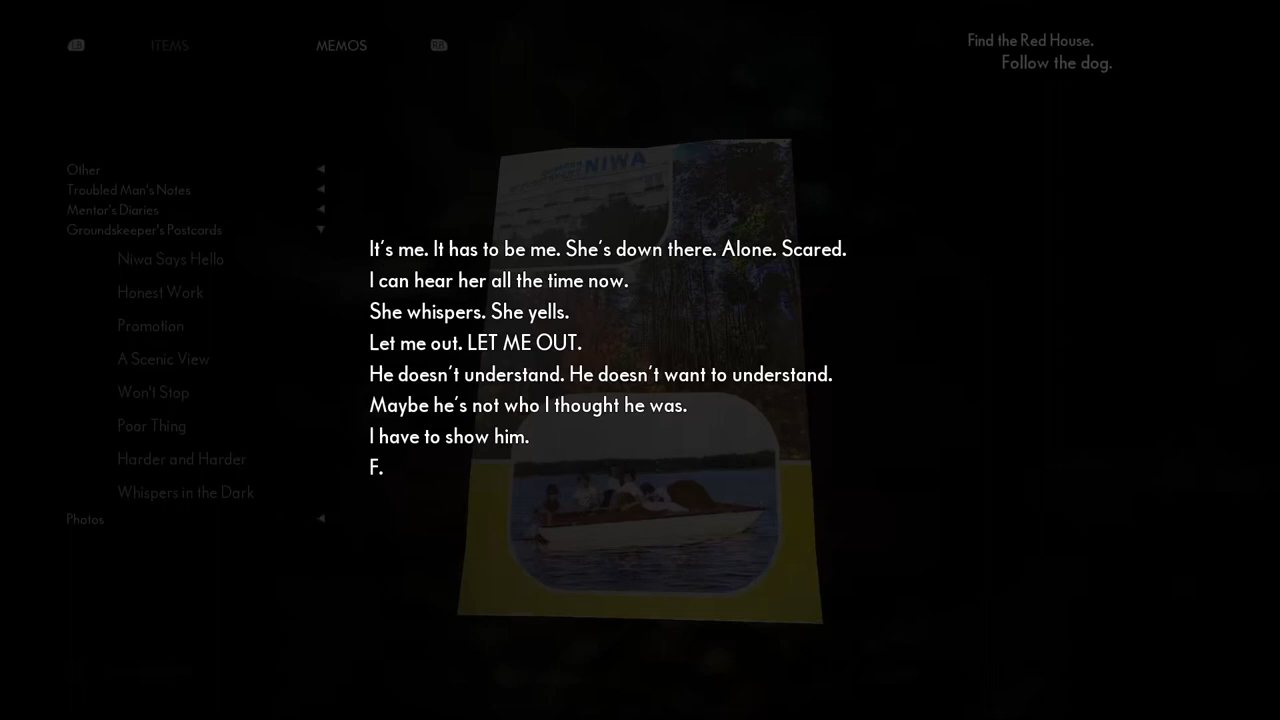 LB ITEMS MEMOS RB
Find the Red House.
Follow the dog.
Other
Troubled Man's Notes
Mentor's Diaries
Groundskeeper's Postcards
Niwa Says Hello
Honest Work
Promotion
A Scenic View
Won't Stop
Poor Thing
Harder and Harder
Whispers in the Dark
Photos
NIWA
It's me. It has to be me. She's down there. Alone. Scared.
I can hear her all the time now.
She whispers. She yells.
Let me out. LET ME OUT.
He doesn't understand. He doesn't want to understand.
Maybe he's not who I thought he was.
I have to show him.
F.